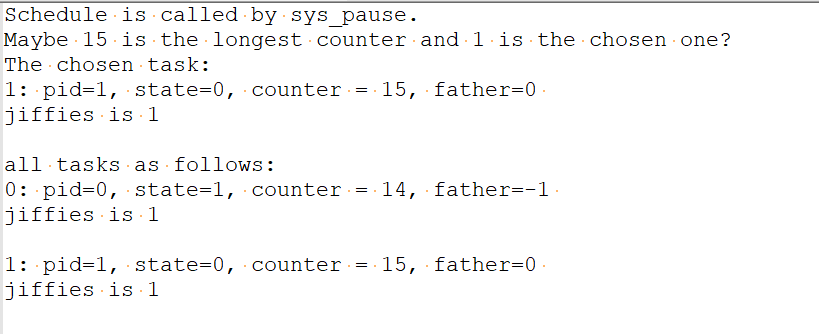 Schedule is called by sys_pause.
Maybe 15 is the longest counter and 1 is the chosen one?
The chosen task:
1: pid=1, state=0, counter = 15, father=0
jiffies is 1
all tasks as follows:
0: pid=0, state=1, counter = 14, father=-1
jiffies is 1
1: pid=1, state=0, counter = 15, father=0
jiffies is 1